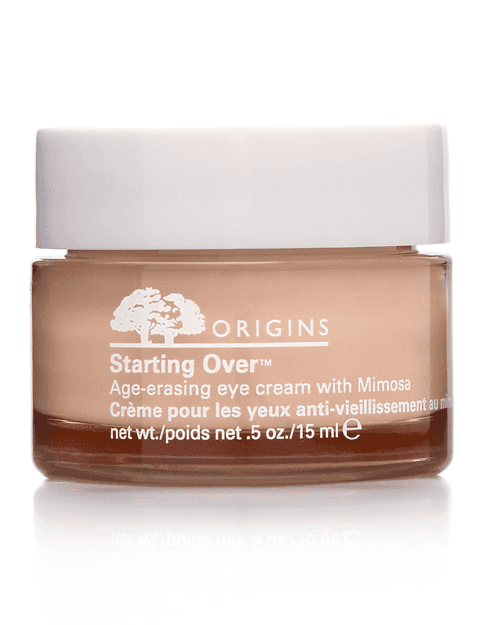 ORIGINS
Starting Over™
Age-erasing eye cream with Mimosa
Crème pour les yeux anti-vieillissement au
net wt./poids net .5 oz./15 ml ℮